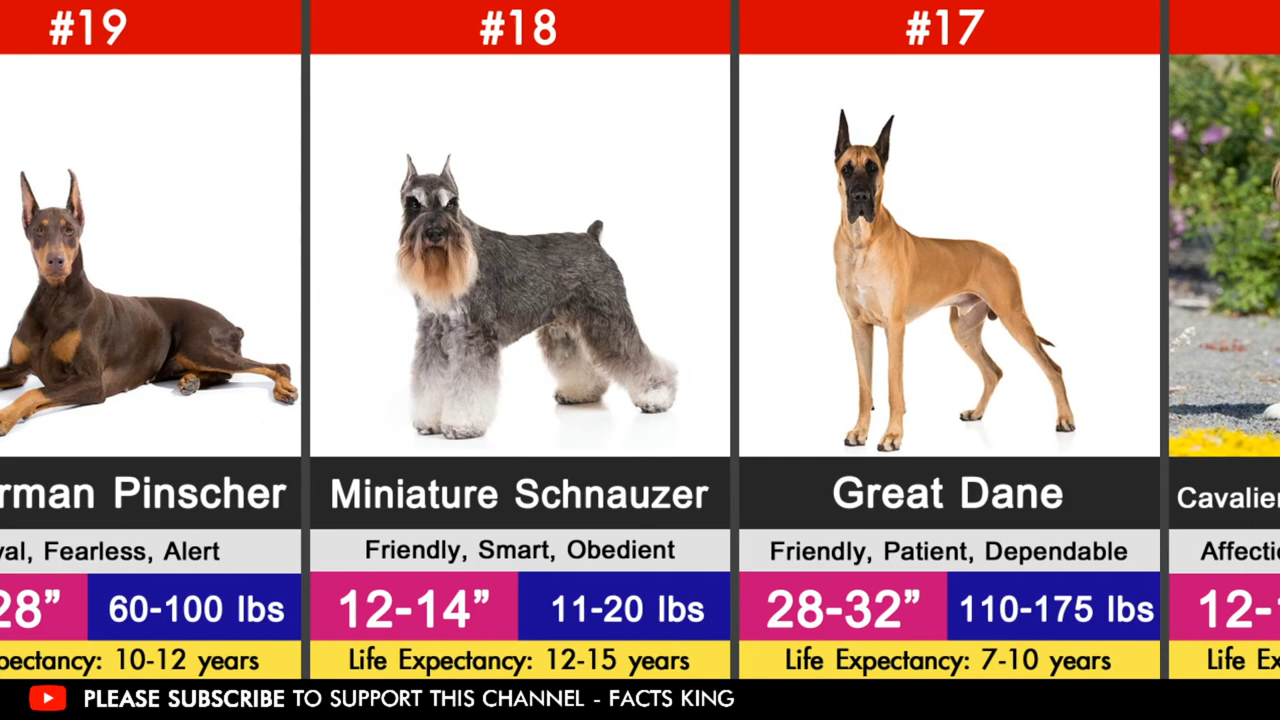 #19
#18
#17
rman Pinscher
Miniature Schnauzer
Great Dane
Cavalier
yal, Fearless, Alert
Friendly, Smart, Obedient
Friendly, Patient, Dependable
Affectio
28”
60-100 lbs
12-14”
11-20 lbs
28-32”
110-175 lbs
12-1
pectancy: 10-12 years
Life Expectancy: 12-15 years
Life Expectancy: 7-10 years
Life Ex
PLEASE SUBSCRIBE TO SUPPORT THIS CHANNEL - FACTS KING